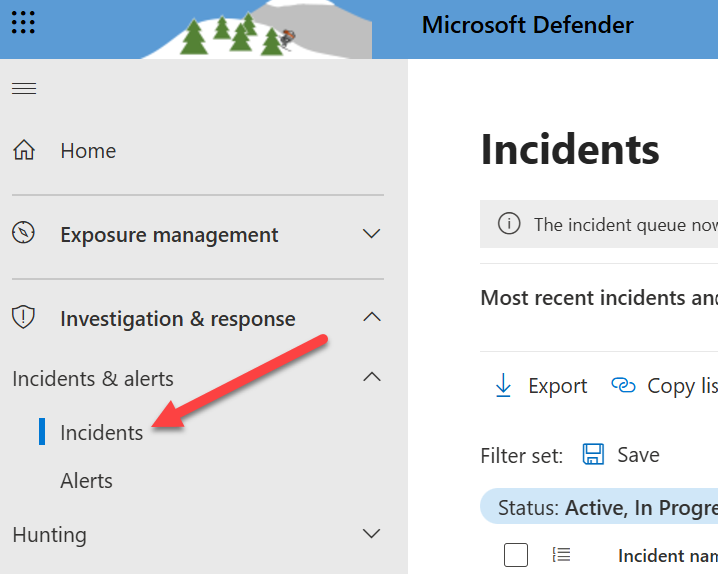 Microsoft Defender
Home
Exposure management
Investigation & response
Incidents & alerts
Incidents
Alerts
Hunting
Incidents
The incident queue now
Most recent incidents and
Export
Copy lis
Filter set:
Save
Status: Active, In Progre
Incident nam